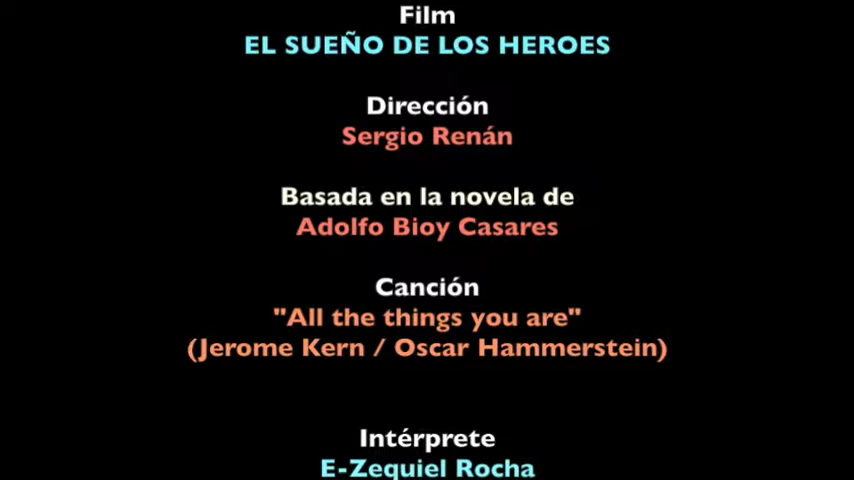 Film
EL SUEÑO DE LOS HEROES
Dirección
Sergio Renán
Basada en la novela de
Adolfo Bioy Casares
Canción
"All the things you are"
(Jerome Kern / Oscar Hammerstein)
Intérprete
E-Zequiel Rocha